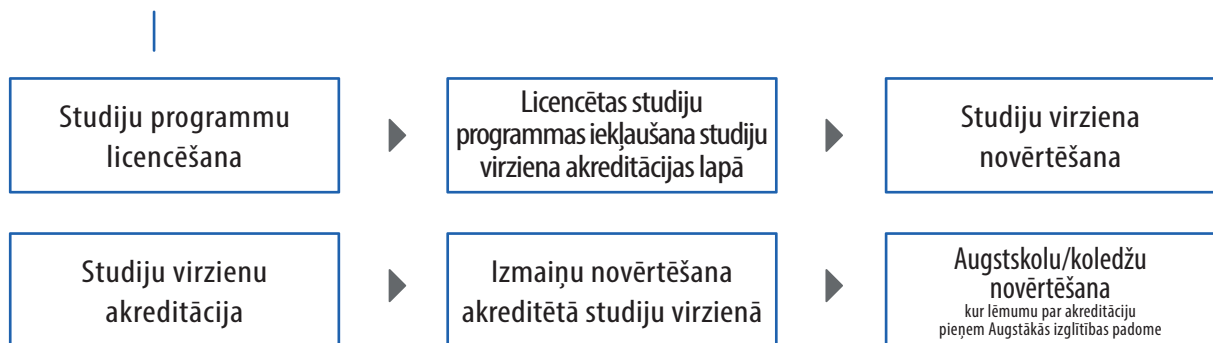 Studiju programmu
licencēšana
Licencētas studiju
programmas iekļaušana studiju
virziena akreditācijas lapā
Studiju virziena
novērtēšana
Studiju virzienu
akreditācija
Izmaiņu novērtēšana
akreditētā studiju virzienā
Augstskolu/koledžu
novērtēšana
kur lēmumu par akreditāciju
pieņem Augstākās izglītības padome